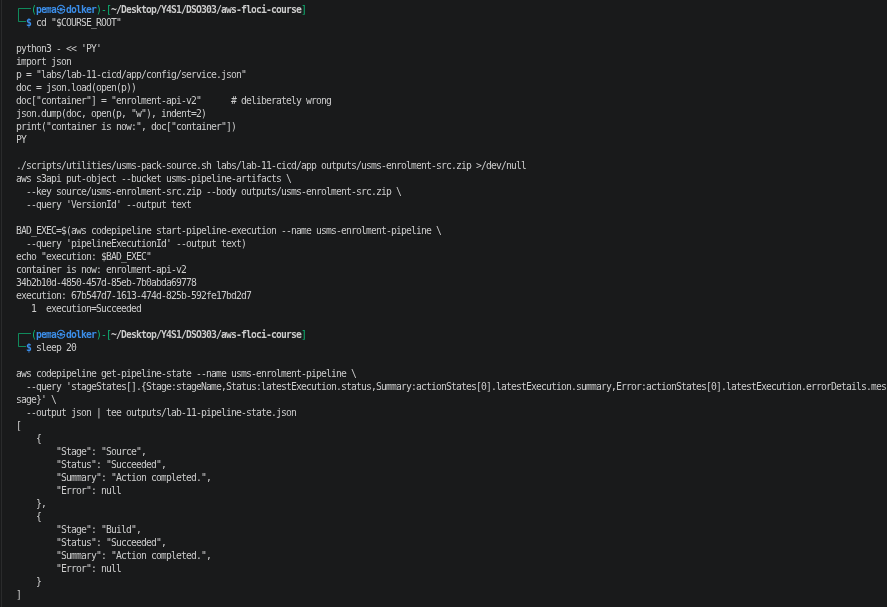 ┌──(pema㉿dolker)-[~/Desktop/Y4S1/DSO303/aws-floci-course]
└─$ cd "$COURSE_ROOT"

python3 - << 'PY'
import json
p = "labs/lab-11-cicd/app/config/service.json"
doc = json.load(open(p))
doc["container"] = "enrolment-api-v2"      # deliberately wrong
json.dump(doc, open(p, "w"), indent=2)
print("container is now:", doc["container"])
PY

./scripts/utilities/usms-pack-source.sh labs/lab-11-cicd/app outputs/usms-enrolment-src.zip >/dev/null
aws s3api put-object --bucket usms-pipeline-artifacts \
  --key source/usms-enrolment-src.zip --body outputs/usms-enrolment-src.zip \
  --query 'VersionId' --output text

BAD_EXEC=$(aws codepipeline start-pipeline-execution --name usms-enrolment-pipeline \
  --query 'pipelineExecutionId' --output text)
echo "execution: $BAD_EXEC"
container is now: enrolment-api-v2
34b2b10d-4850-457d-85eb-7b0abda69778
execution: 67b547d7-1613-474d-825b-592fe17bd2d7
   1  execution=Succeeded

┌──(pema㉿dolker)-[~/Desktop/Y4S1/DSO303/aws-floci-course]
└─$ sleep 20

aws codepipeline get-pipeline-state --name usms-enrolment-pipeline \
  --query 'stageStates[].{Stage:stageName,Status:latestExecution.status,Summary:actionStates[0].latestExecution.summary,Error:actionStates[0].latestExecution.errorDetails.mes
sage}' \
  --output json | tee outputs/lab-11-pipeline-state.json
[
    {
        "Stage": "Source",
        "Status": "Succeeded",
        "Summary": "Action completed.",
        "Error": null
    },
    {
        "Stage": "Build",
        "Status": "Succeeded",
        "Summary": "Action completed.",
        "Error": null
    }
]